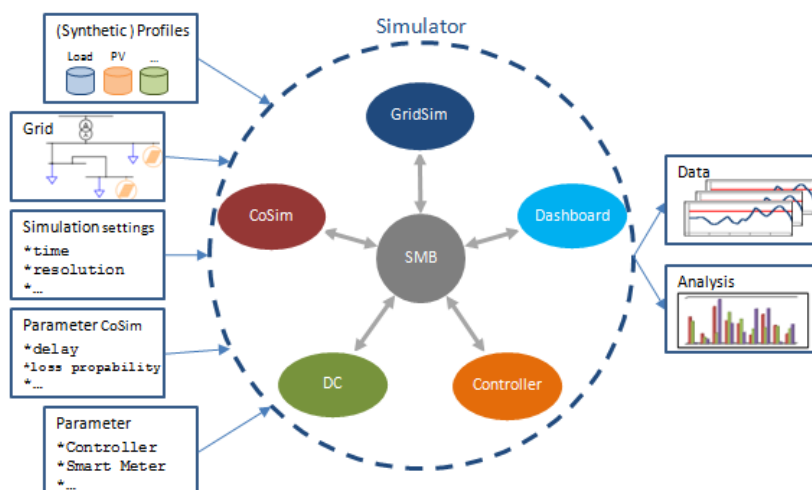 Simulator
(Synthetic) Profiles
Load PV ...
Grid
Simulation settings
*time
*resolution
*...
Parameter CoSim
*delay
*loss propability
*...
Parameter
*Controller
*Smart Meter
*...
GridSim
CoSim
Dashboard
SMB
DC
Controller
Data
Analysis